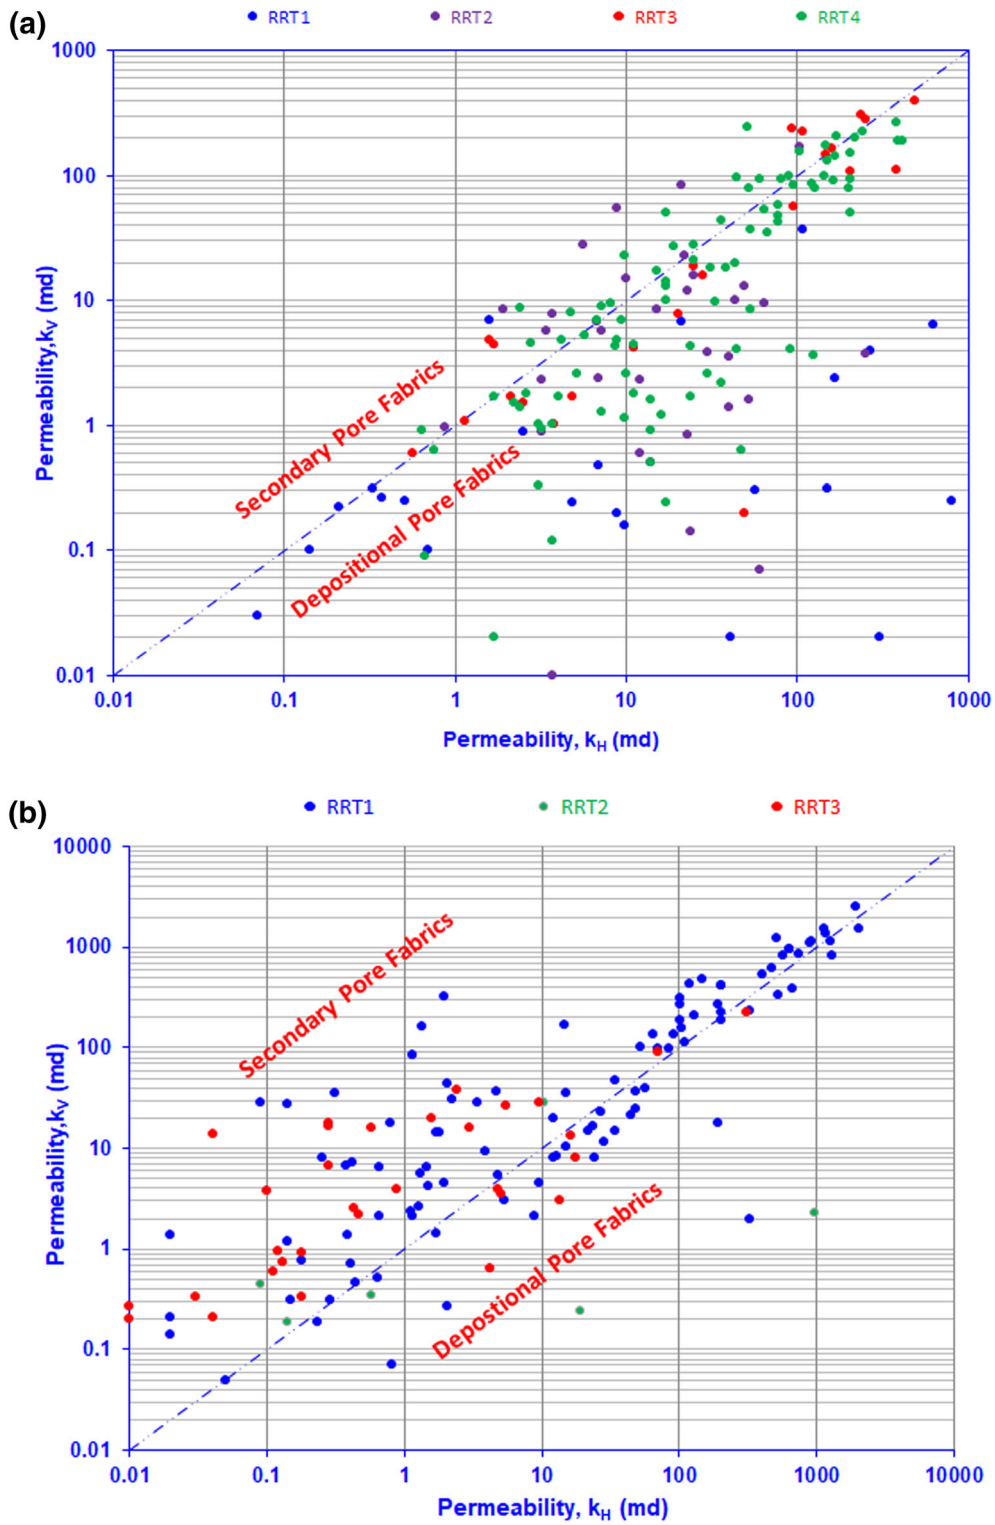 (a)
RRT1 RRT2 RRT3 RRT4
1000
100
10
1
0.1
0.01
Permeability,kV (md)
Secondary Pore Fabrics
Depositional Pore Fabrics
0.01 0.1 1 10 100 1000
Permeability, kH (md)
(b)
RRT1 RRT2 RRT3
10000
1000
100
10
1
0.1
0.01
Permeability,kV (md)
Secondary Pore Fabrics
Depostional Pore Fabrics
0.01 0.1 1 10 100 1000 10000
Permeability, kH (md)